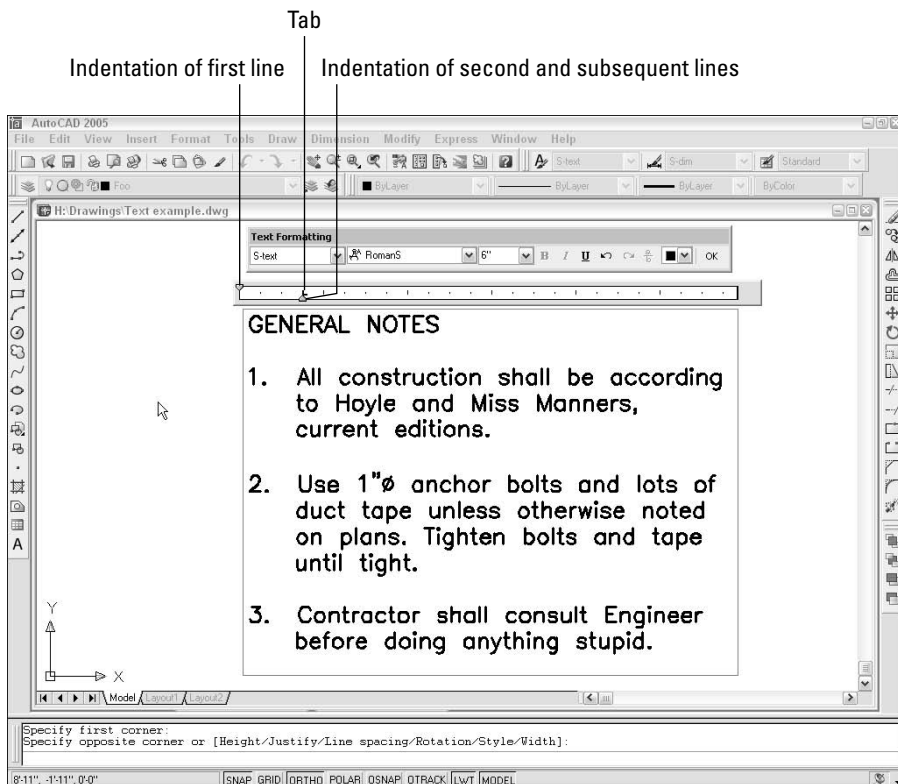 Tab
Indentation of first line
Indentation of second and subsequent lines
AutoCAD 2005
File Edit View Insert Format Tools Draw Dimension Modify Express Window Help
S-text S-dim Standard
Foo ByLayer ByLayer ByLayer ByColor
H:\Drawings\Text example.dwg
Text Formatting
S-text RomanS 6" B I U OK
GENERAL NOTES
1. All construction shall be according
to Hoyle and Miss Manners,
current editions.
2. Use 1"ø anchor bolts and lots of
duct tape unless otherwise noted
on plans. Tighten bolts and tape
until tight.
3. Contractor shall consult Engineer
before doing anything stupid.
Y
X
A
Model Layout1 Layout2
Specify first corner:
Specify opposite corner or [Height/Justify/Line spacing/Rotation/Style/Width]:
8'-11", -1'-11", 0'-0" SNAP GRID ORTHO POLAR OSNAP OTRACK LWT MODEL